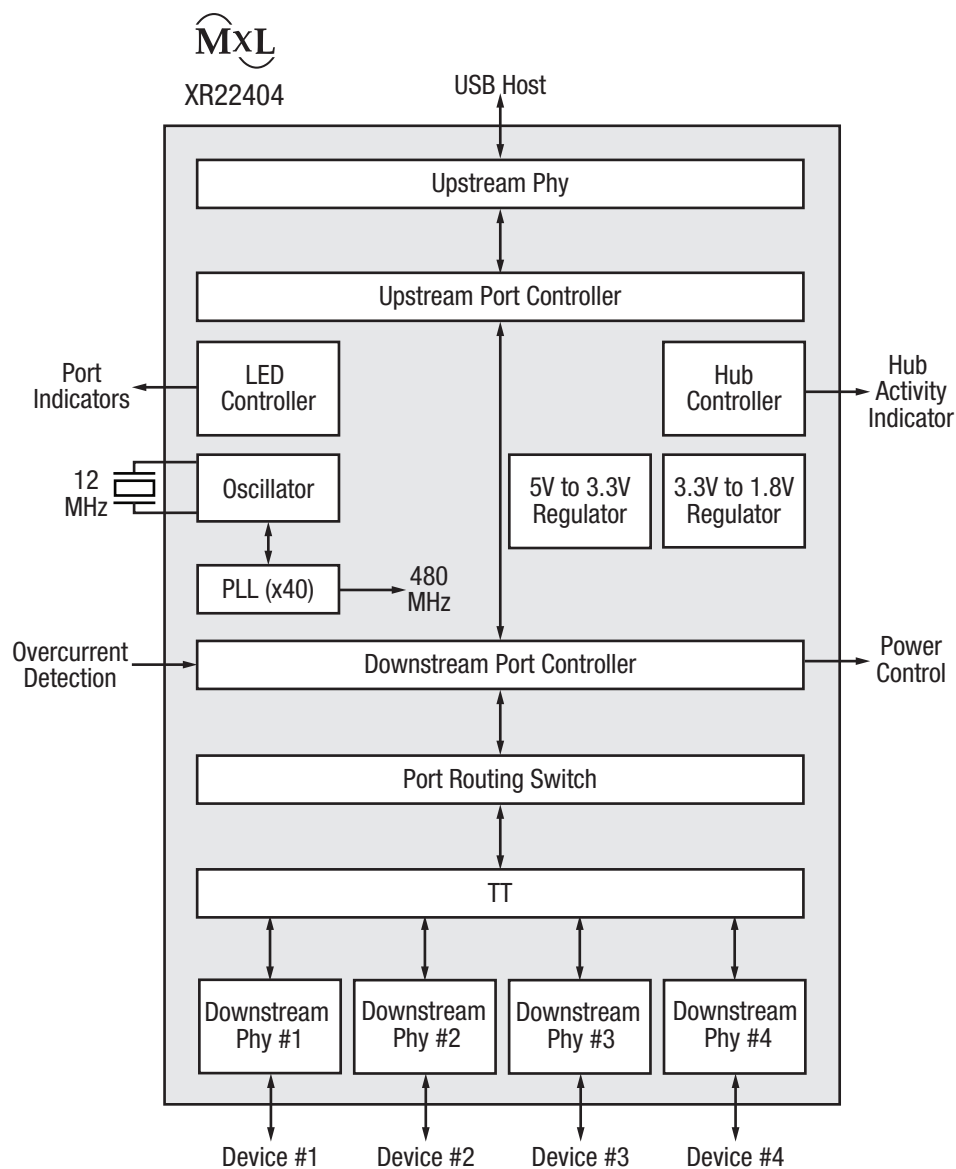 MxL
XR22404
USB Host
Upstream Phy
Upstream Port Controller
Port
Indicators
LED
Controller
Hub
Controller
Hub
Activity
Indicator
12
MHz
Oscillator
5V to 3.3V
Regulator
3.3V to 1.8V
Regulator
PLL (x40)
480
MHz
Overcurrent
Detection
Downstream Port Controller
Power
Control
Port Routing Switch
TT
Downstream
Phy #1
Downstream
Phy #2
Downstream
Phy #3
Downstream
Phy #4
Device #1
Device #2
Device #3
Device #4